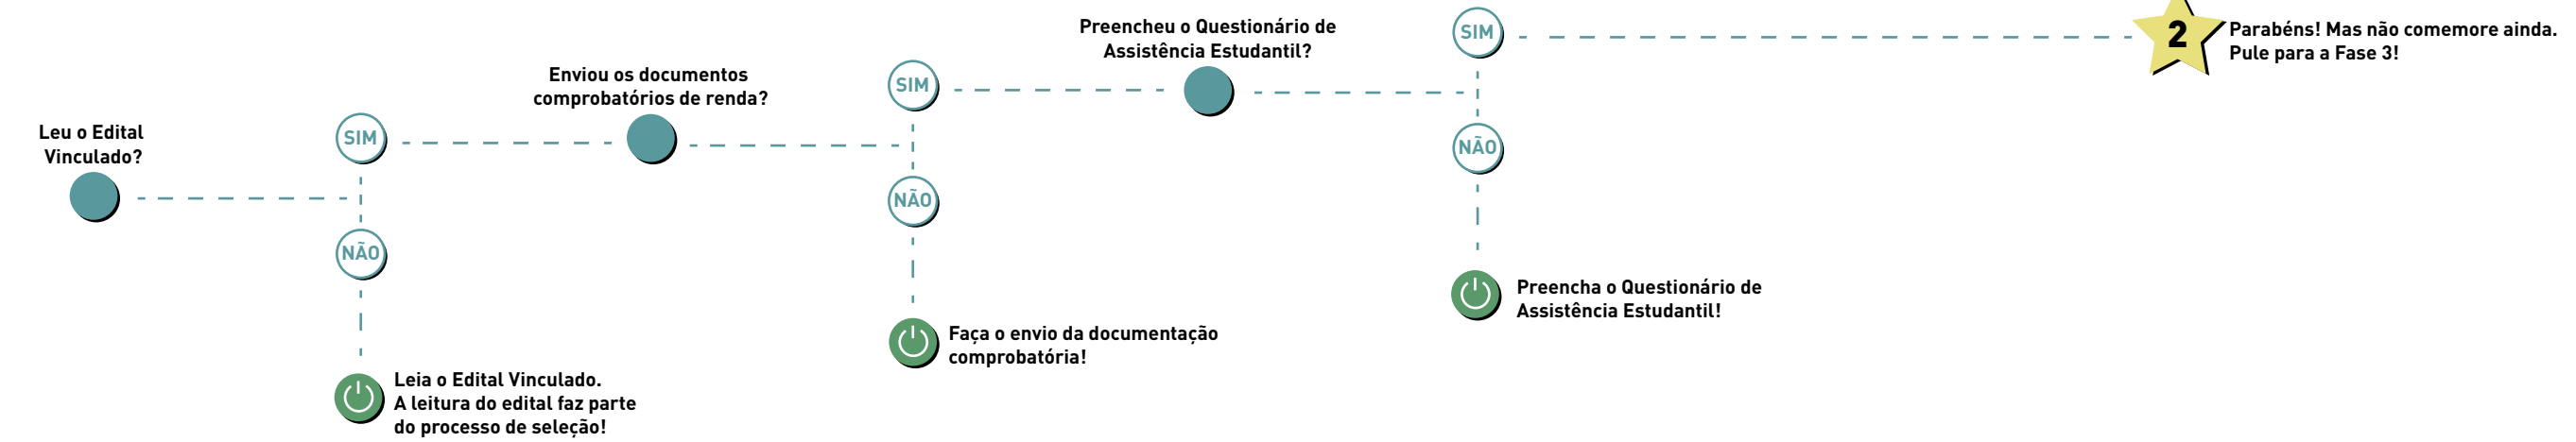 Leu o Edital
Vinculado?
SIM
NÃO
Leia o Edital Vinculado.
A leitura do edital faz parte
do processo de seleção!
Enviou os documentos
comprobatórios de renda?
SIM
NÃO
Faça o envio da documentação
comprobatória!
Preencheu o Questionário de
Assistência Estudantil?
SIM
NÃO
Preencha o Questionário de
Assistência Estudantil!
2
Parabéns! Mas não comemore ainda.
Pule para a Fase 3!